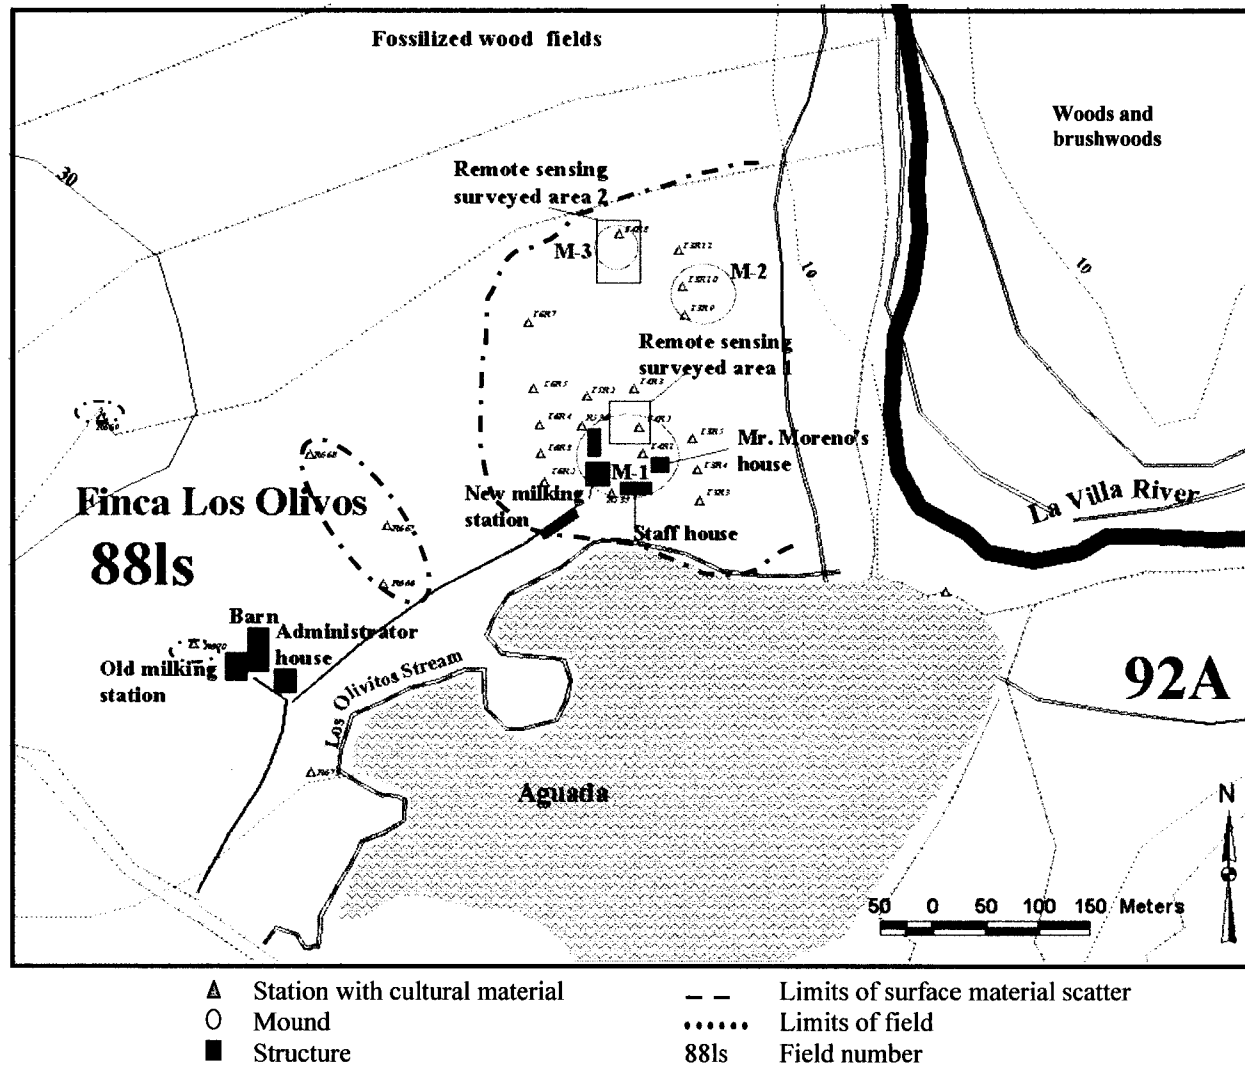 Fossilized wood fields
Woods and
brushwoods
30
Remote sensing
surveyed area 2
M-3
M-2
10
10
Remote sensing
surveyed area 1
Mr. Moreno's
house
M-1
New milking
station
Staff house
La Villa River
Finca Los Olivos
88ls
Barn
Administrator
house
Old milking
station
Los Olivitos Stream
92A
Aguada
N
50 0 50 100 150 Meters
Station with cultural material
Mound
Structure
Limits of surface material scatter
Limits of field
88ls Field number